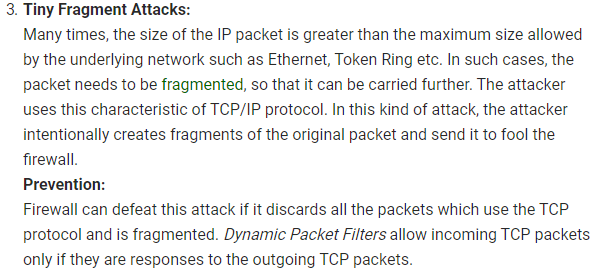 3. Tiny Fragment Attacks:
Many times, the size of the IP packet is greater than the maximum size allowed
by the underlying network such as Ethernet, Token Ring etc. In such cases, the
packet needs to be fragmented, so that it can be carried further. The attacker
uses this characteristic of TCP/IP protocol. In this kind of attack, the attacker
intentionally creates fragments of the original packet and send it to fool the
firewall.
Prevention:
Firewall can defeat this attack if it discards all the packets which use the TCP
protocol and is fragmented. Dynamic Packet Filters allow incoming TCP packets
only if they are responses to the outgoing TCP packets.